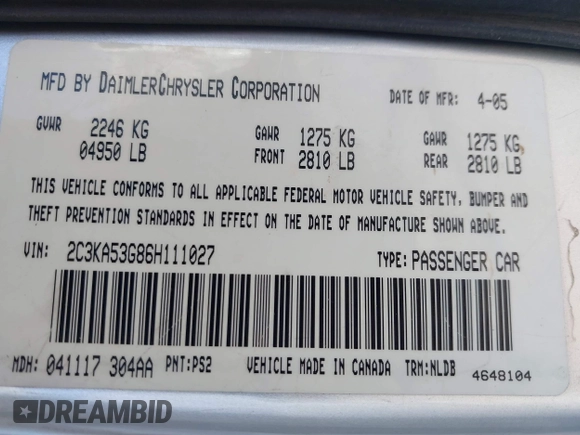 MFD BY DAIMLERCHRYSLER CORPORATION DATE OF MFR: 4-05
GVWR 2246 KG GAWR 1275 KG GAWR 1275 KG
04950 LB FRONT 2810 LB REAR 2810 LB
THIS VEHICLE CONFORMS TO ALL APPLICABLE FEDERAL MOTOR VEHICLE SAFETY, BUMPER AND
THEFT PREVENTION STANDARDS IN EFFECT ON THE DATE OF MANUFACTURE SHOWN ABOVE.
VIN: 2C3KA53G86H111027 TYPE: PASSENGER CAR
MDH: 041117 304AA PNT:PS2 VEHICLE MADE IN CANADA TRM:NLDB 4648104
DREAMBID